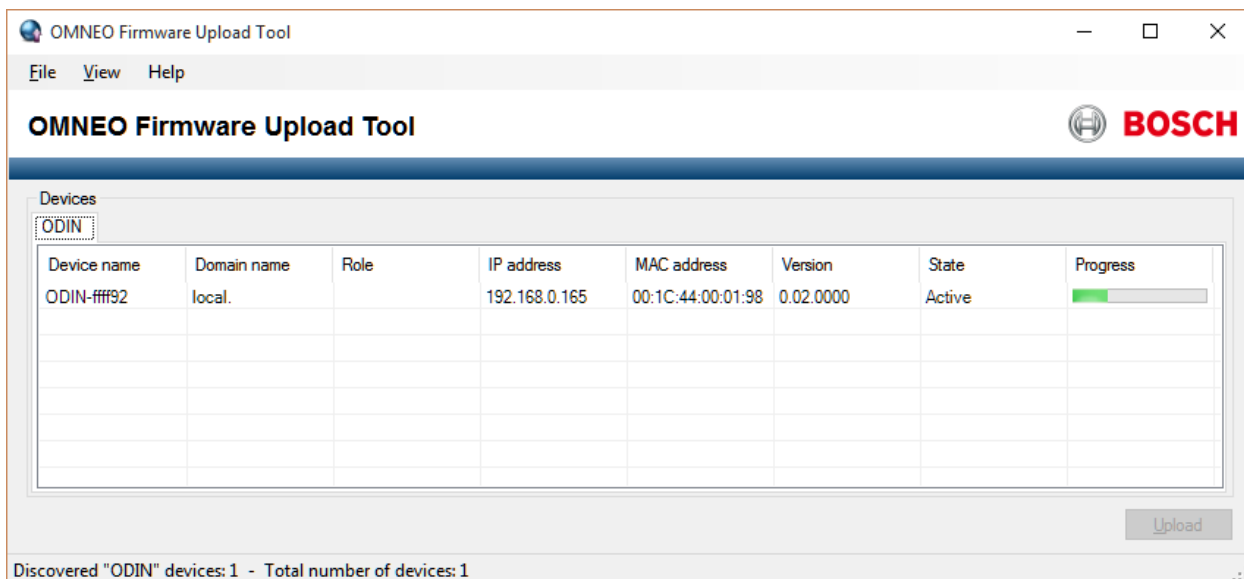 OMNEO Firmware Upload Tool
File View Help
OMNEO Firmware Upload Tool
BOSCH
Devices
ODIN
Device name Domain name Role IP address MAC address Version State Progress
ODIN-ffff92 local. 192.168.0.165 00:1C:44:00:01:98 0.02.0000 Active
Upload
Discovered "ODIN" devices: 1 - Total number of devices: 1